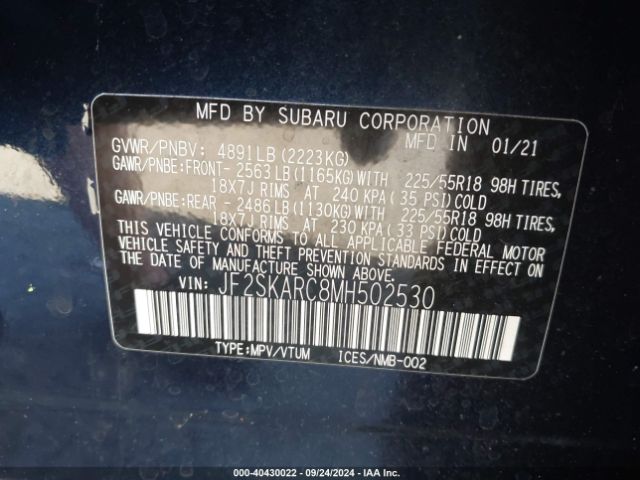 MFD BY SUBARU CORPORATION
GVWR/PNBV: 4891LB (2223KG) MFD IN 01/21
GAWR/PNBE:FRONT- 2563LB(1165KG)WITH 225/55R18 98H TIRES,
18X7J RIMS AT 240 KPA ( 35 PSI) COLD
GAWR/PNBE:REAR - 2486LB(1130KG)WITH 225/55R18 98H TIRES,
18X7J RIMS AT 230 KPA ( 33 PSI) COLD
THIS VEHICLE CONFORMS TO ALL APPLICABLE FEDERAL MOTOR
VEHICLE SAFETY AND THEFT PREVENTION STANDARDS IN EFFECT ON
THE DATE OF MANUFACTURE SHOWN ABOVE.
VIN: JF2SKARC8MH502530
TYPE:MPV/VTUM ICES/NMB-002
000-40430022 - 09/24/2024 - IAA Inc.